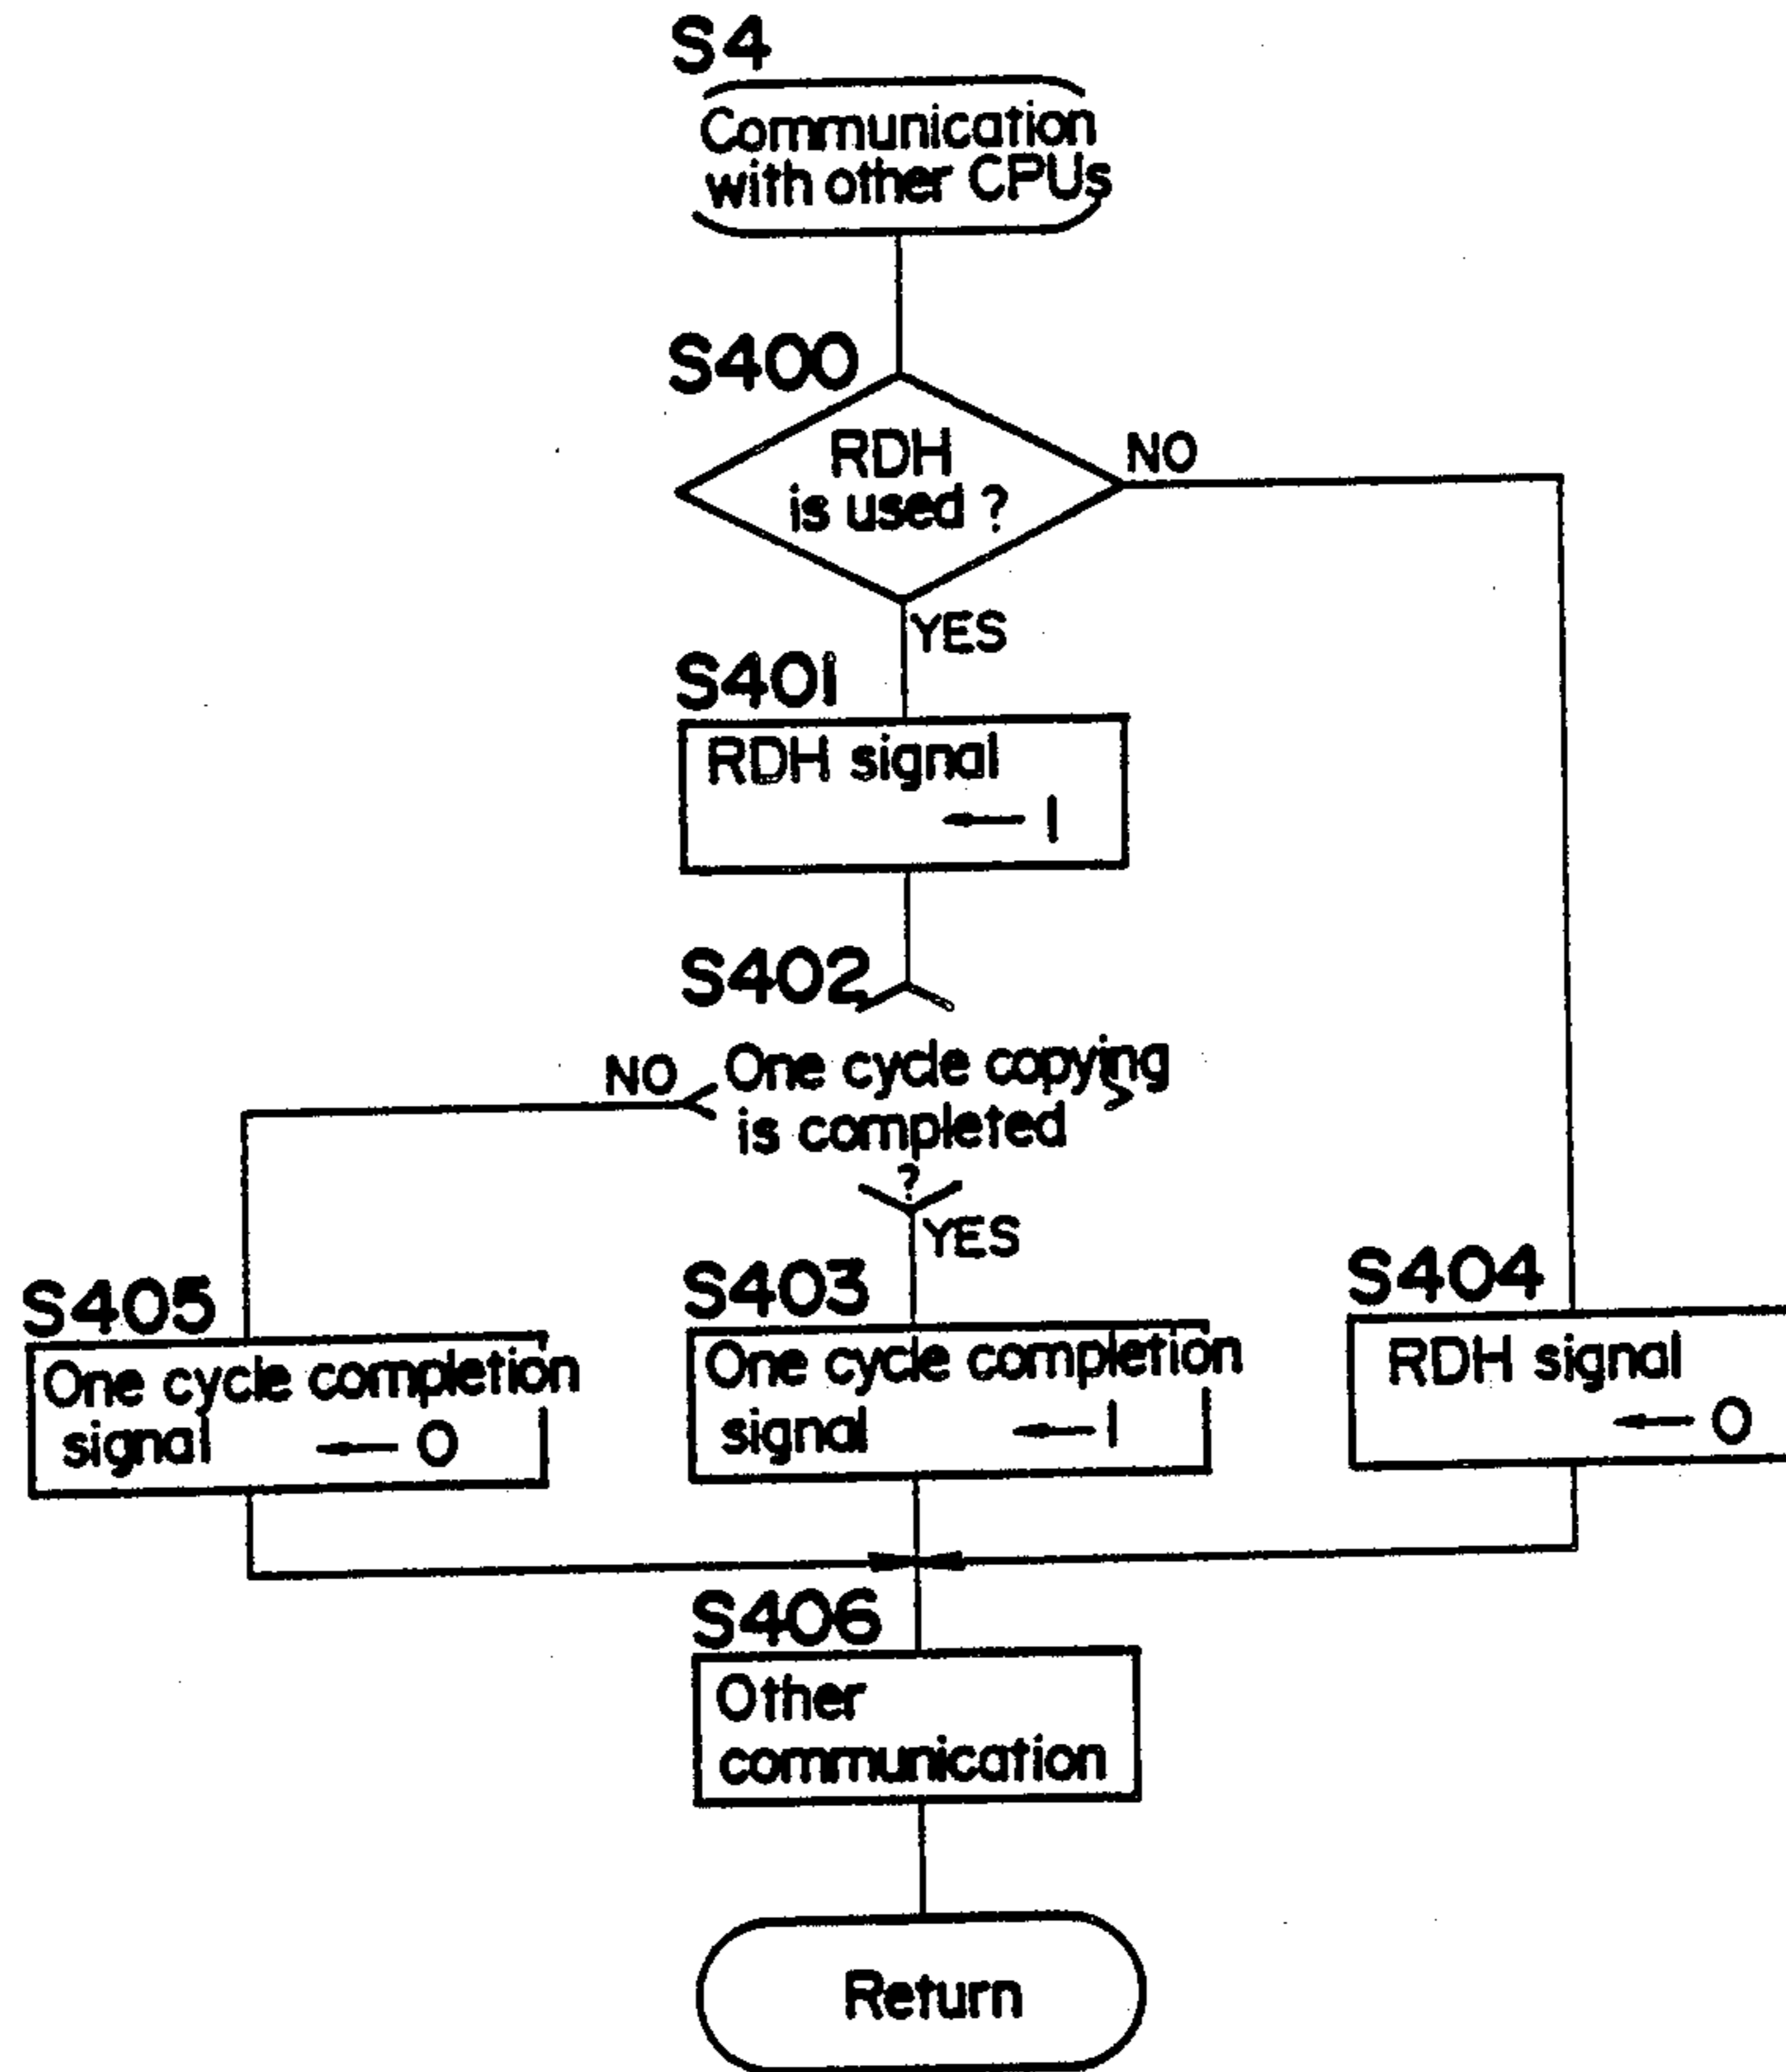 S4
Communication
with other CPUs
S400
RDH
is used ?
NO
YES
S401
RDH signal
← 1
S402
NO
One cycle copying
is completed
?
YES
S405
One cycle completion
signal ← 0
S403
One cycle completion
signal ← 1
S404
RDH signal
← 0
S406
Other
communication
Return